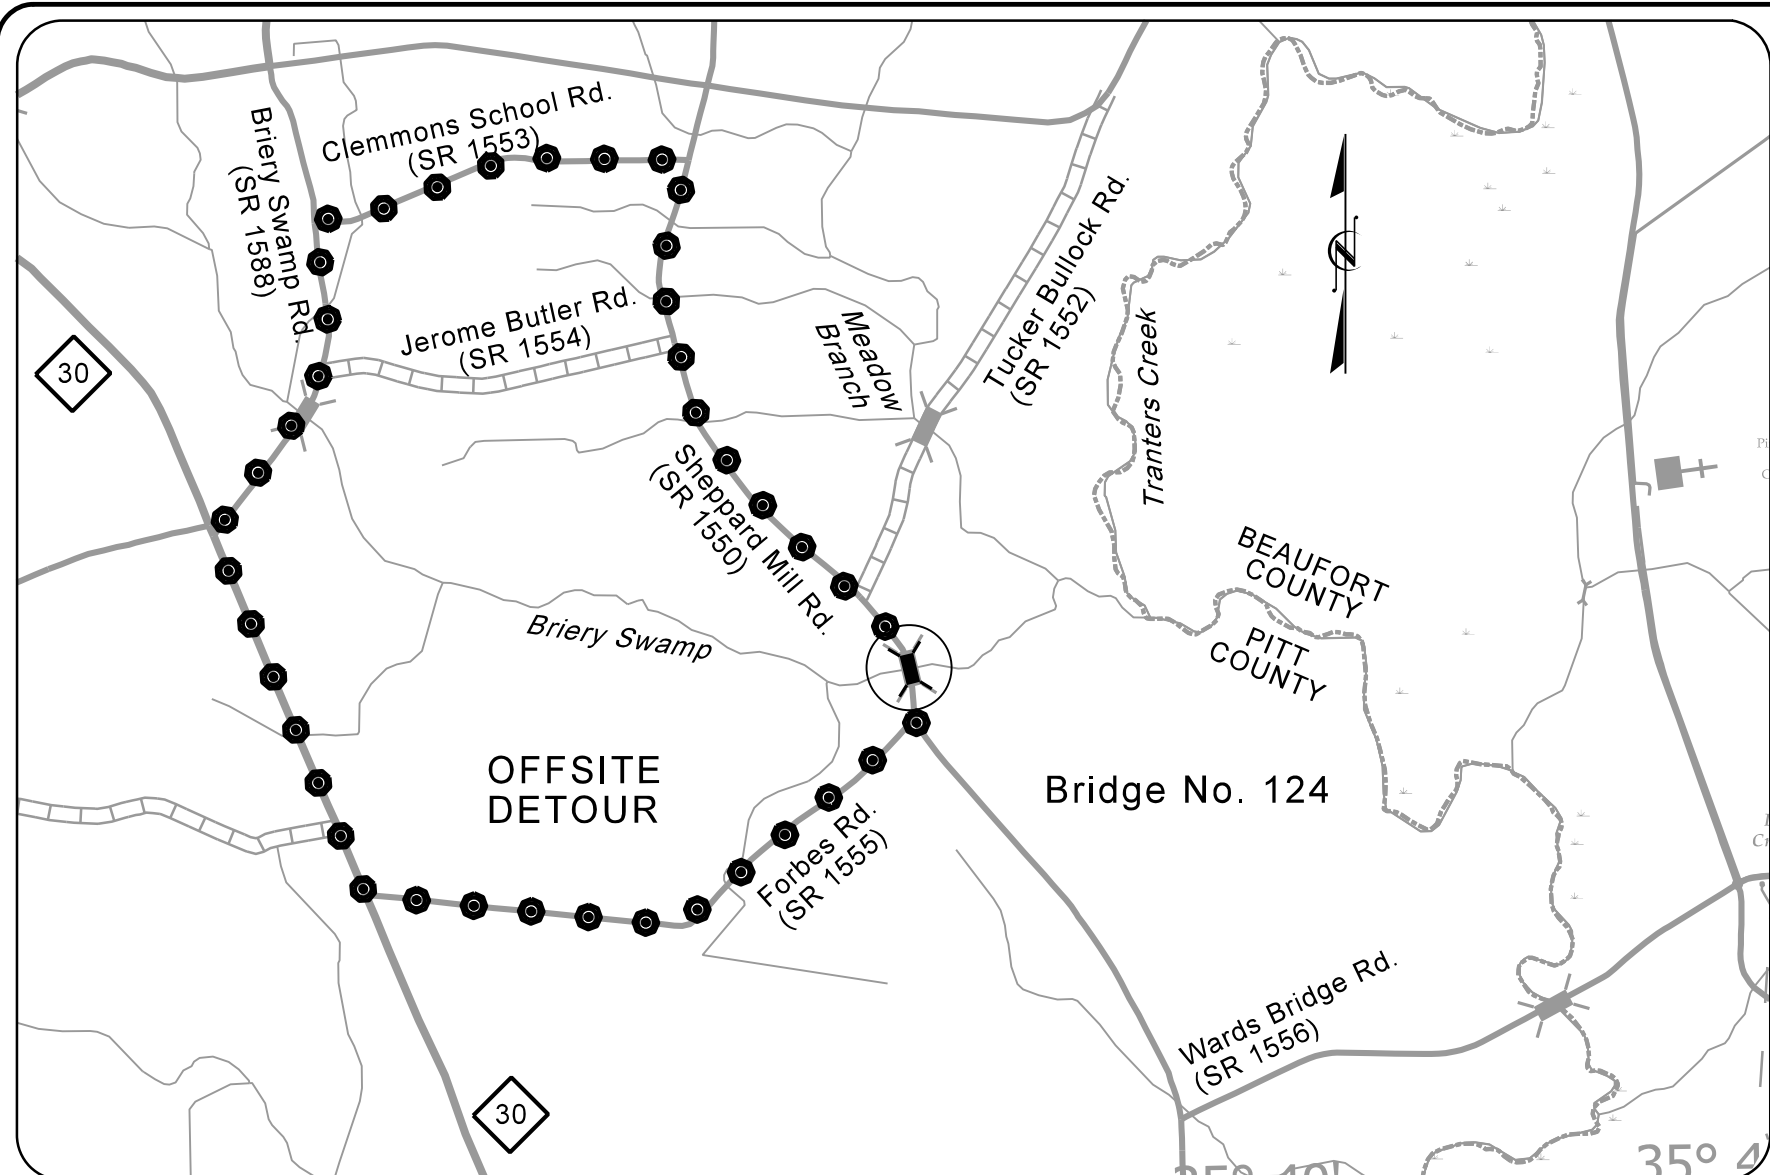 Clemmons School Rd.
(SR 1553)
Briery Swamp Rd.
(SR 1588)
Tucker Bullock Rd.
(SR 1552)
Jerome Butler Rd.
(SR 1554)
Meadow
Branch
Tranters Creek
30
Sheppard Mill Rd.
(SR 1550)
BEAUFORT
COUNTY
PITT
COUNTY
Briery Swamp
OFFSITE
DETOUR
Bridge No. 124
Forbes Rd.
(SR 1555)
Wards Bridge Rd.
(SR 1556)
30
35° 4